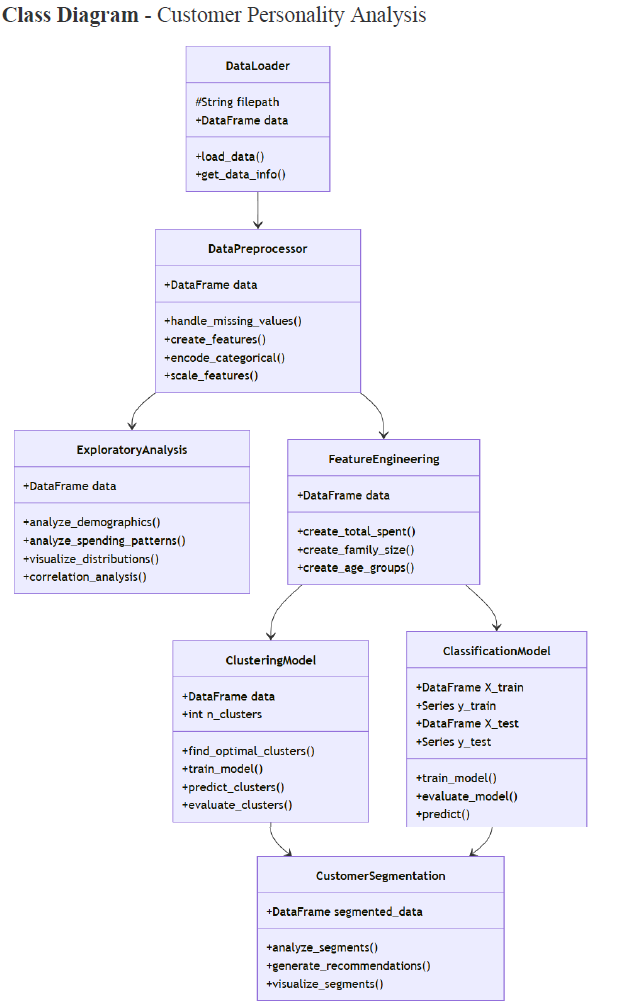 Class Diagram - Customer Personality Analysis
DataLoader
#String filepath
+DataFrame data
+load_data()
+get_data_info()
DataPreprocessor
+DataFrame data
+handle_missing_values()
+create_features()
+encode_categorical()
+scale_features()
ExploratoryAnalysis
+DataFrame data
+analyze_demographics()
+analyze_spending_patterns()
+visualize_distributions()
+correlation_analysis()
FeatureEngineering
+DataFrame data
+create_total_spent()
+create_family_size()
+create_age_groups()
ClusteringModel
+DataFrame data
+int n_clusters
+find_optimal_clusters()
+train_model()
+predict_clusters()
+evaluate_clusters()
ClassificationModel
+DataFrame X_train
+Series y_train
+DataFrame X_test
+Series y_test
+train_model()
+evaluate_model()
+predict()
CustomerSegmentation
+DataFrame segmented_data
+analyze_segments()
+generate_recommendations()
+visualize_segments()